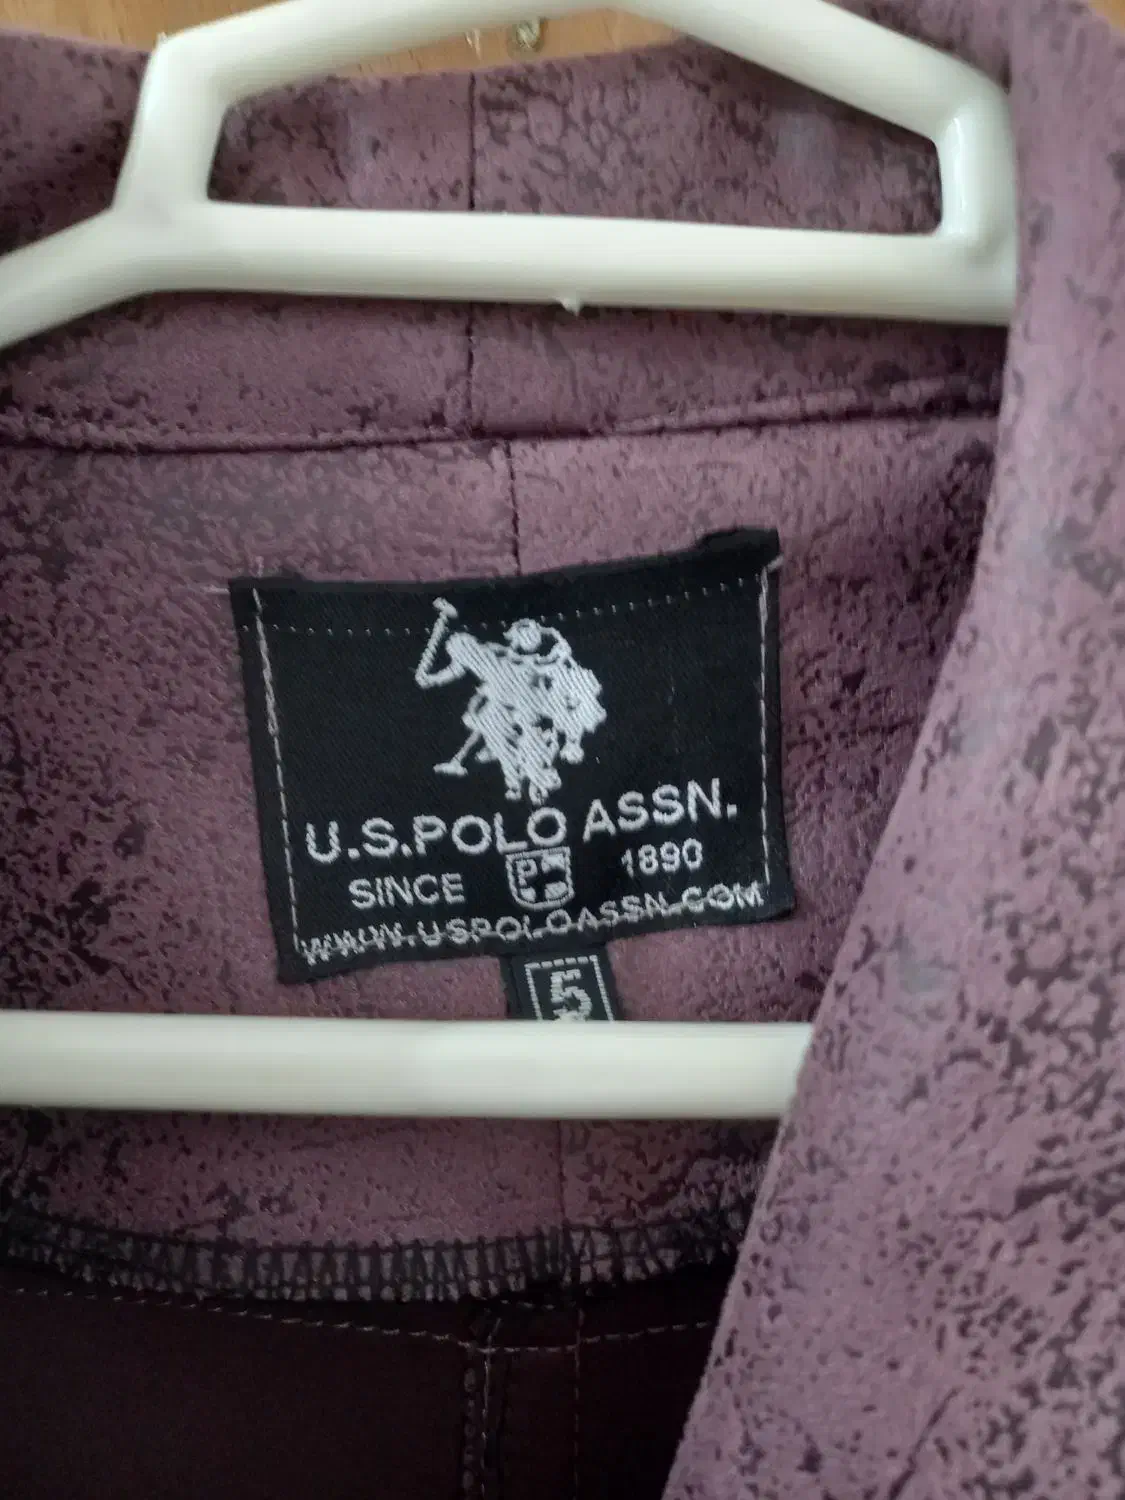 U.S.POLO ASSN.
SINCE 1890
WWW.USPOLOASSN.COM
5